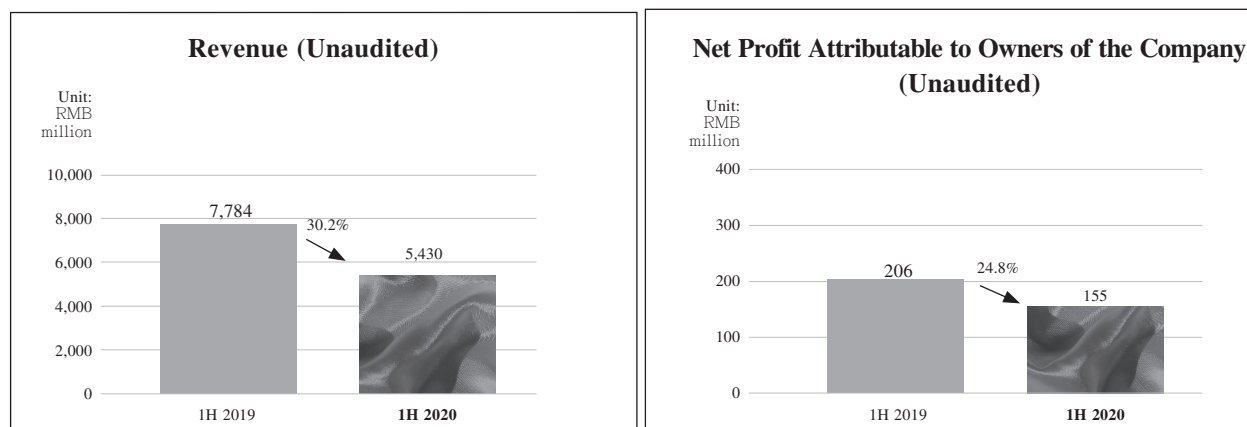 Revenue (Unaudited)
Unit:
RMB
million
10,000
8,000
6,000
4,000
2,000
0
7,784
30.2%
5,430
1H 2019
1H 2020
Net Profit Attributable to Owners of the Company
(Unaudited)
Unit:
RMB
million
400
300
200
100
0
206
24.8%
155
1H 2019
1H 2020